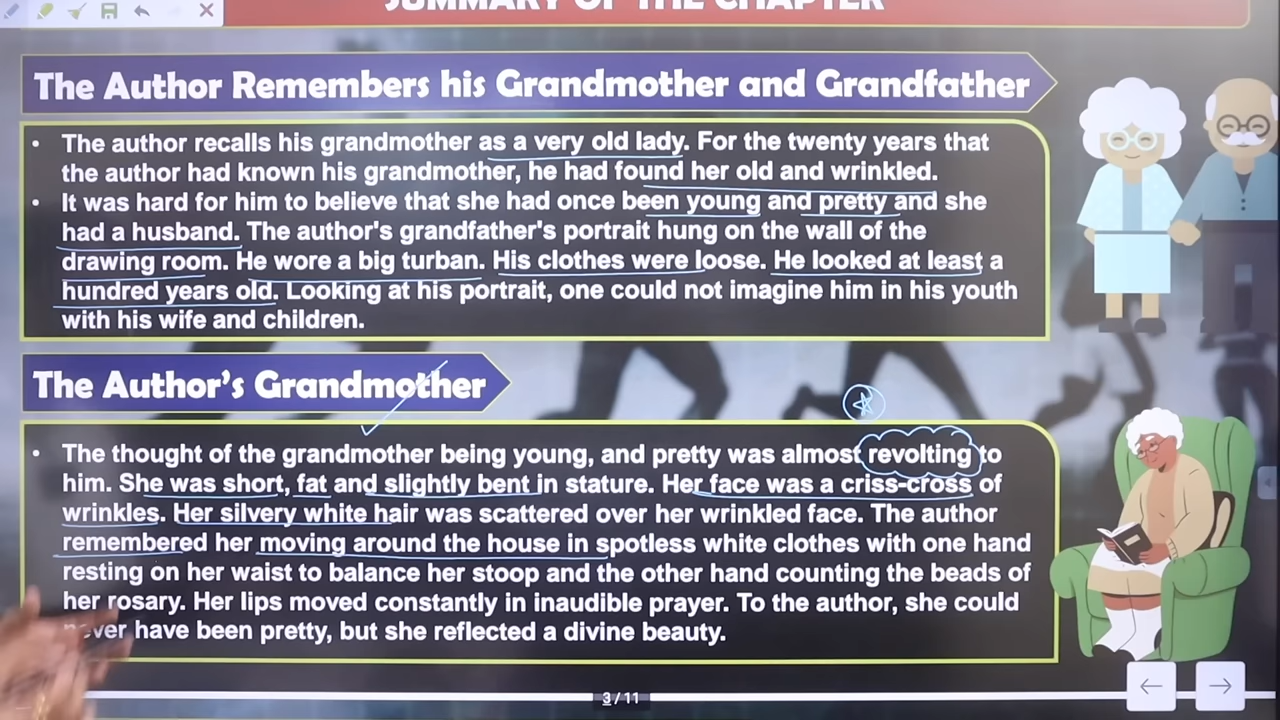 SUMMARY OF THE CHAPTER
The Author Remembers his Grandmother and Grandfather
• The author recalls his grandmother as a very old lady. For the twenty years that
the author had known his grandmother, he had found her old and wrinkled.
• It was hard for him to believe that she had once been young and pretty and she
had a husband. The author's grandfather's portrait hung on the wall of the
drawing room. He wore a big turban. His clothes were loose. He looked at least a
hundred years old. Looking at his portrait, one could not imagine him in his youth
with his wife and children.
The Author's Grandmother
• The thought of the grandmother being young, and pretty was almost revolting to
him. She was short, fat and slightly bent in stature. Her face was a criss-cross of
wrinkles. Her silvery white hair was scattered over her wrinkled face. The author
remembered her moving around the house in spotless white clothes with one hand
resting on her waist to balance her stoop and the other hand counting the beads of
her rosary. Her lips moved constantly in inaudible prayer. To the author, she could
never have been pretty, but she reflected a divine beauty.
3 / 11